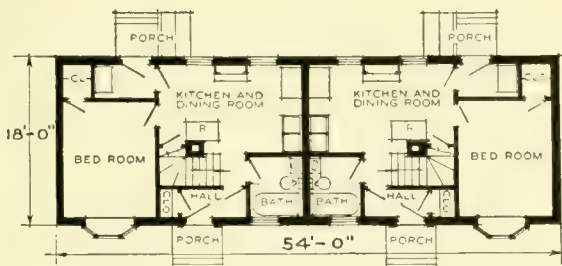 PORCH
PORCH
CL.
CL.
KITCHEN AND
DINING ROOM
KITCHEN AND
DINING ROOM
18'-0"
R
R
BED ROOM
BED ROOM
HALL
BATH
BATH
HALL
PORCH
54'-0"
PORCH